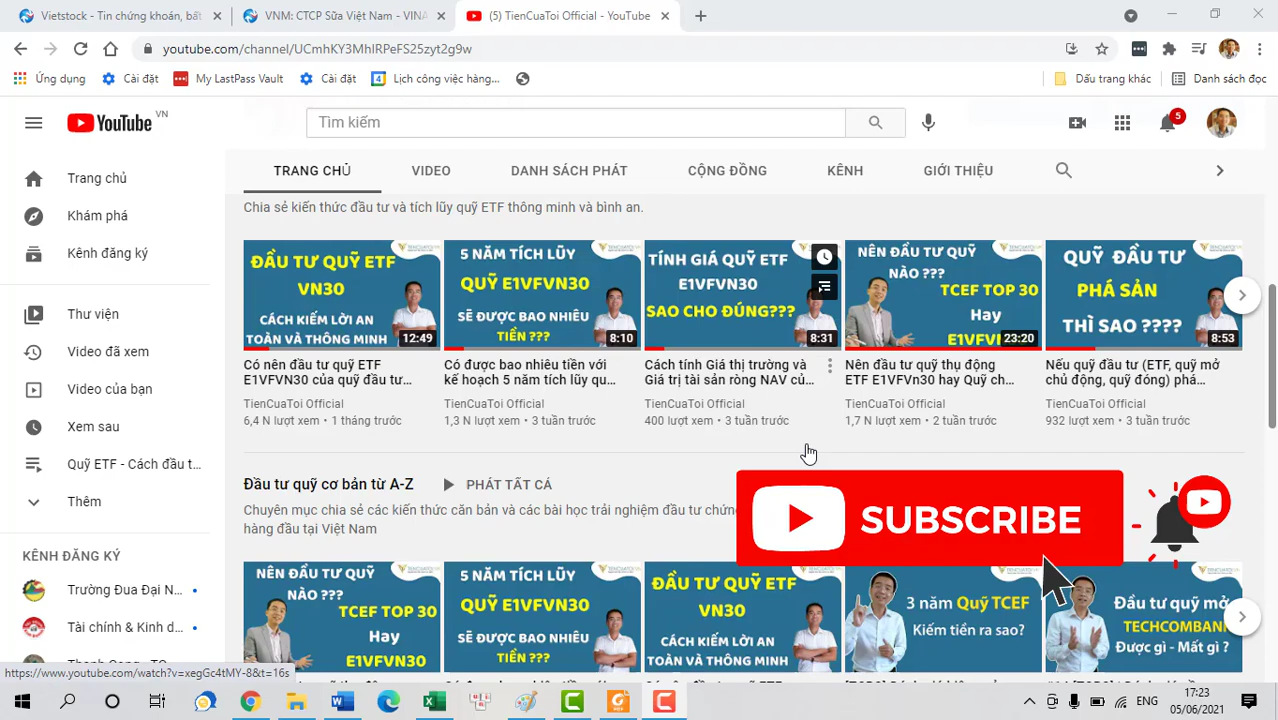 Vietstock - Tin chứng khoán, bất
VNM: CTCP Sữa Việt Nam - VINA
(5) TienCuaToi Official - YouTube
youtube.com/channel/UCmhKY3MhIRPeFS25zyt2g9w
Ứng dụng
Cài đặt
My LastPass Vault
Cài đặt
Lịch công việc hàng...
Dấu trang khác
Danh sách đọc
YouTube VN
Tìm kiếm
5
TRANG CHỦ
VIDEO
DANH SÁCH PHÁT
CỘNG ĐỒNG
KÊNH
GIỚI THIỆU
Trang chủ
Khám phá
Kênh đăng ký
Thư viện
Video đã xem
Video của bạn
Xem sau
Quỹ ETF - Cách đầu t...
Thêm
KÊNH ĐĂNG KÝ
Trường Đua Đại N...
Tài chính & Kinh d...
Chia sẻ kiến thức đầu tư và tích lũy quỹ ETF thông minh và bình an.
ĐẦU TƯ QUỸ ETF
VN30
CÁCH KIẾM LỜI AN
TOÀN VÀ THÔNG MINH
12:49
Có nên đầu tư quỹ ETF
E1VFVN30 của quỹ đầu tư...
TienCuaToi Official
6,4 N lượt xem • 1 tháng trước
5 NĂM TÍCH LŨY
QUỸ E1VFVN30
SẼ ĐƯỢC BAO NHIÊU
TIỀN ???
8:10
Có được bao nhiêu tiền với
kế hoạch 5 năm tích lũy qu...
TienCuaToi Official
1,3 N lượt xem • 3 tuần trước
TÍNH GIÁ QUỸ ETF
E1VFVN30
SAO CHO ĐÚNG???
8:31
Cách tính Giá thị trường và
Giá trị tài sản ròng NAV củ...
TienCuaToi Official
400 lượt xem • 3 tuần trước
NÊN ĐẦU TƯ QUỸ
NÀO ???
TCEF TOP 30
Hay
E1VFV
23:20
Nên đầu tư quỹ thụ động
ETF E1VFVn30 hay Quỹ ch...
TienCuaToi Official
1,7 N lượt xem • 2 tuần trước
QUỸ ĐẦU TƯ
PHÁ SẢN
THÌ SAO ????
8:53
Nếu quỹ đầu tư (ETF, quỹ mở
chủ động, quỹ đóng) phá...
TienCuaToi Official
932 lượt xem • 3 tuần trước
Đầu tư quỹ cơ bản từ A-Z
PHÁT TẤT CẢ
Chuyên mục chia sẻ các kiến thức căn bản và các bài học trải nghiệm đầu tư chứng
hàng đầu tại Việt Nam
SUBSCRIBE
NÊN ĐẦU TƯ QUỸ
NÀO ???
TCEF TOP 30
Hay
E1VFVN30
5 NĂM TÍCH LŨY
QUỸ E1VFVN30
SẼ ĐƯỢC BAO NHIÊU
TIỀN ???
ĐẦU TƯ QUỸ ETF
VN30
CÁCH KIẾM LỜI AN
TOÀN VÀ THÔNG MINH
3 năm Quỹ TCEF
Kiếm tiền ra sao?
Đầu tư quỹ mở
TECHCOMBAN
Được gì - Mất gì ?
https://www.youtube.com/watch?v=xegGc4tMY-8&t=16s
ENG
17:23
05/06/2021